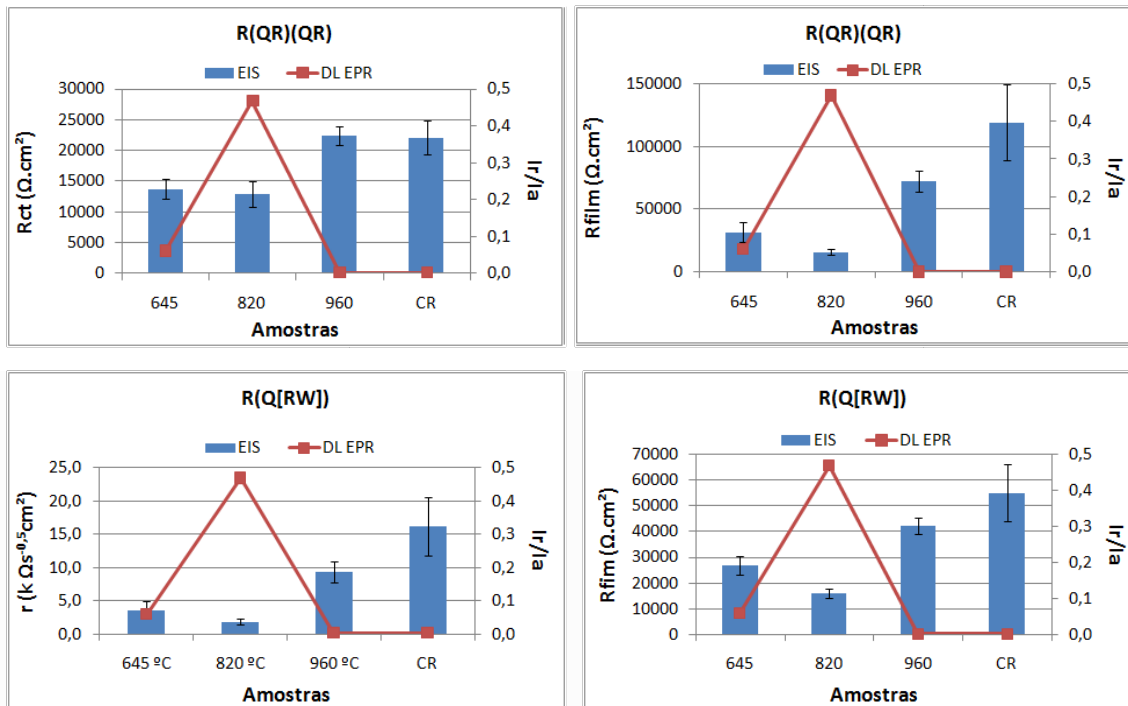 R(QR)(QR)
EIS DL EPR
30000
25000
20000
15000
10000
5000
0
Rct (Ω.cm²)
0,5
0,4
0,3
0,2
0,1
0,0
Ir/Ia
645 820 960 CR
Amostras
R(QR)(QR)
EIS DL EPR
150000
100000
50000
0
Rfilm (Ω.cm²)
0,5
0,4
0,3
0,2
0,1
0,0
Ir/Ia
645 820 960 CR
Amostras
R(Q[RW])
EIS DL EPR
25,0
20,0
15,0
10,0
5,0
0,0
r (k Ωs⁻⁰·⁵cm²)
0,5
0,4
0,3
0,2
0,1
0,0
Ir/Ia
645 ºC 820 ºC 960 ºC CR
Amostras
R(Q[RW])
EIS DL EPR
70000
60000
50000
40000
30000
20000
10000
0
Rfim (Ω.cm²)
0,5
0,4
0,3
0,2
0,1
0,0
Ir/Ia
645 820 960 CR
Amostras